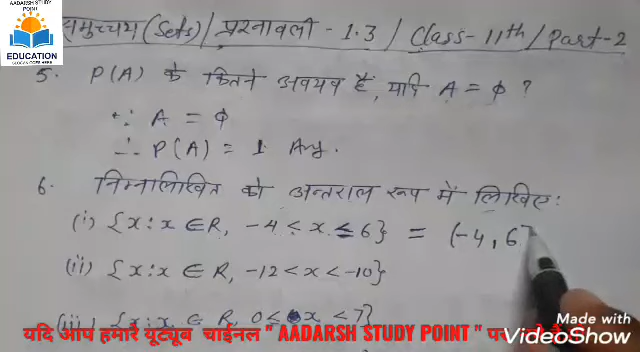 AADARSH STUDY POINT
EDUCATION
समुच्चय (Sets) / प्रश्नावली - 1.3 / Class - 11th / Part-2
5. P(A) के कितने अवयव हैं, यदि A = φ ?
∵ A = φ
∴ P(A) = 1 Ans.
6. निम्नलिखित को अन्तराल रूप में लिखिए:
(i) {x : x ∈ R, -4 < x ≤ 6} = (-4, 6]
(ii) {x : x ∈ R, -12 < x < -10}
(iii) {x : x ∈ R, 0 ≤ x < 7}
यदि आप हमारे यूट्यूब चाईनल " AADARSH STUDY POINT " पर
Made with
VideoShow